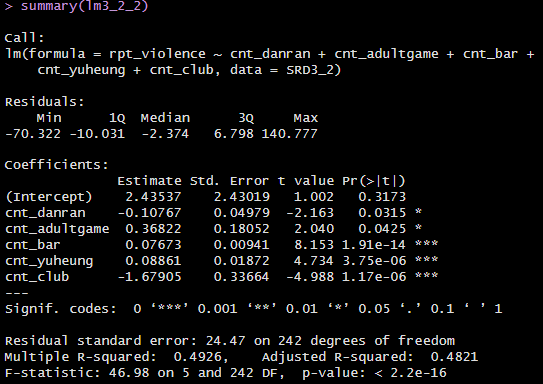 > summary(lm3_2_2)
Call:
lm(formula = rpt_violence ~ cnt_danran + cnt_adultgame + cnt_bar +
    cnt_yuheung + cnt_club, data = SRD3_2)
Residuals:
    Min      1Q  Median      3Q     Max
-70.322 -10.031  -2.374   6.798 140.777
Coefficients:
              Estimate Std. Error t value Pr(>|t|)
(Intercept)    2.43537    2.43019   1.002   0.3173
cnt_danran    -0.10767    0.04979  -2.163   0.0315 *
cnt_adultgame  0.36822    0.18052   2.040   0.0425 *
cnt_bar        0.07673    0.00941   8.153 1.91e-14 ***
cnt_yuheung    0.08861    0.01872   4.734 3.75e-06 ***
cnt_club      -1.67905    0.33664  -4.988 1.17e-06 ***
---
Signif. codes:  0 ‘***’ 0.001 ‘**’ 0.01 ‘*’ 0.05 ‘.’ 0.1 ‘ ’ 1
Residual standard error: 24.47 on 242 degrees of freedom
Multiple R-squared:  0.4926,    Adjusted R-squared:  0.4821
F-statistic: 46.98 on 5 and 242 DF,  p-value: < 2.2e-16